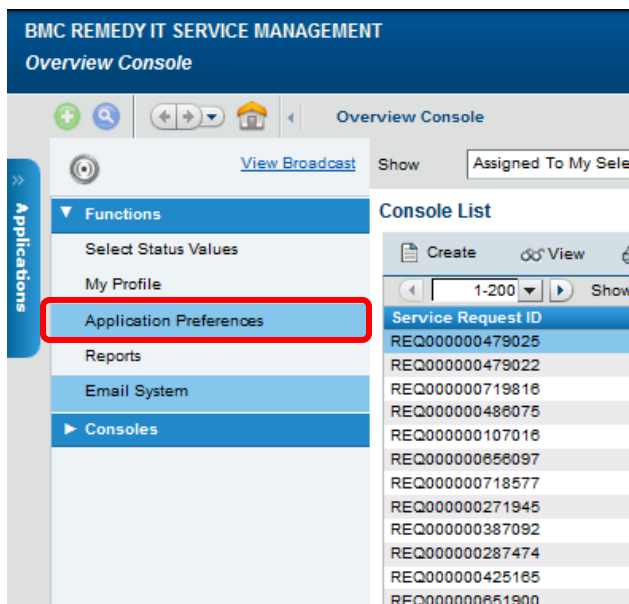 BMC REMEDY IT SERVICE MANAGEMENT
Overview Console
Overview Console
View Broadcast
Show
Assigned To My Sele
Applications
Functions
Select Status Values
My Profile
Application Preferences
Reports
Email System
Consoles
Console List
Create
View
1-200
Show
Service Request ID
REQ000000479025
REQ000000479022
REQ000000719816
REQ000000486075
REQ000000107016
REQ000000656097
REQ000000718577
REQ000000271945
REQ000000387092
REQ000000287474
REQ000000425165
REQ000000651900